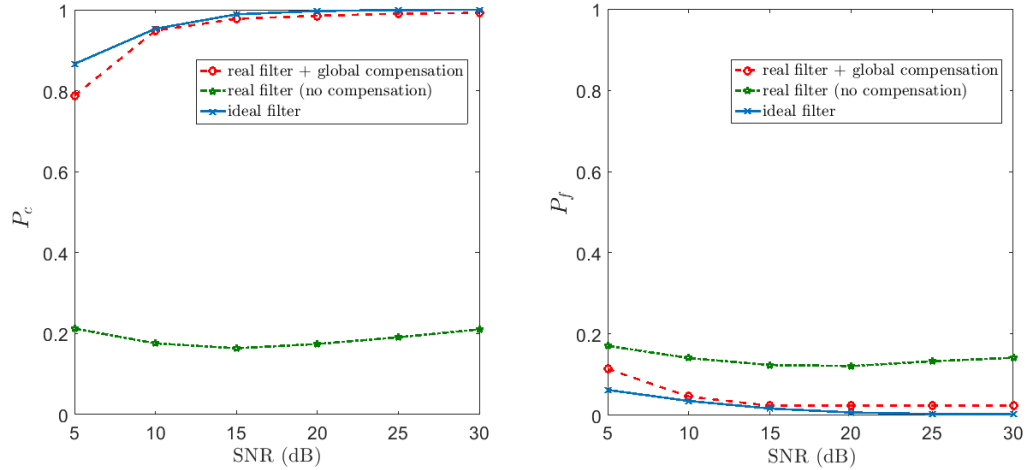 1
0.8
0.6
0.4
0.2
0
P_c
real filter + global compensation
real filter (no compensation)
ideal filter
5 10 15 20 25 30
SNR (dB)
1
0.8
0.6
0.4
0.2
0
P_f
real filter + global compensation
real filter (no compensation)
ideal filter
5 10 15 20 25 30
SNR (dB)